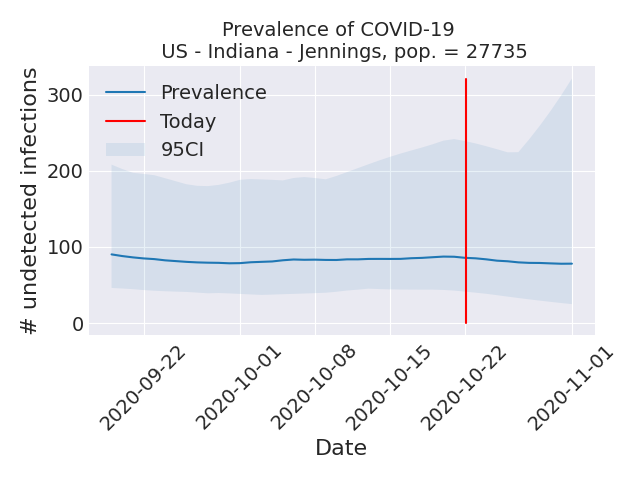 Prevalence of COVID-19
US - Indiana - Jennings, pop. = 27735
# undetected infections
300
200
100
0
Prevalence
Today
95CI
2020-09-22
2020-10-01
2020-10-08
2020-10-15
2020-10-22
2020-11-01
Date